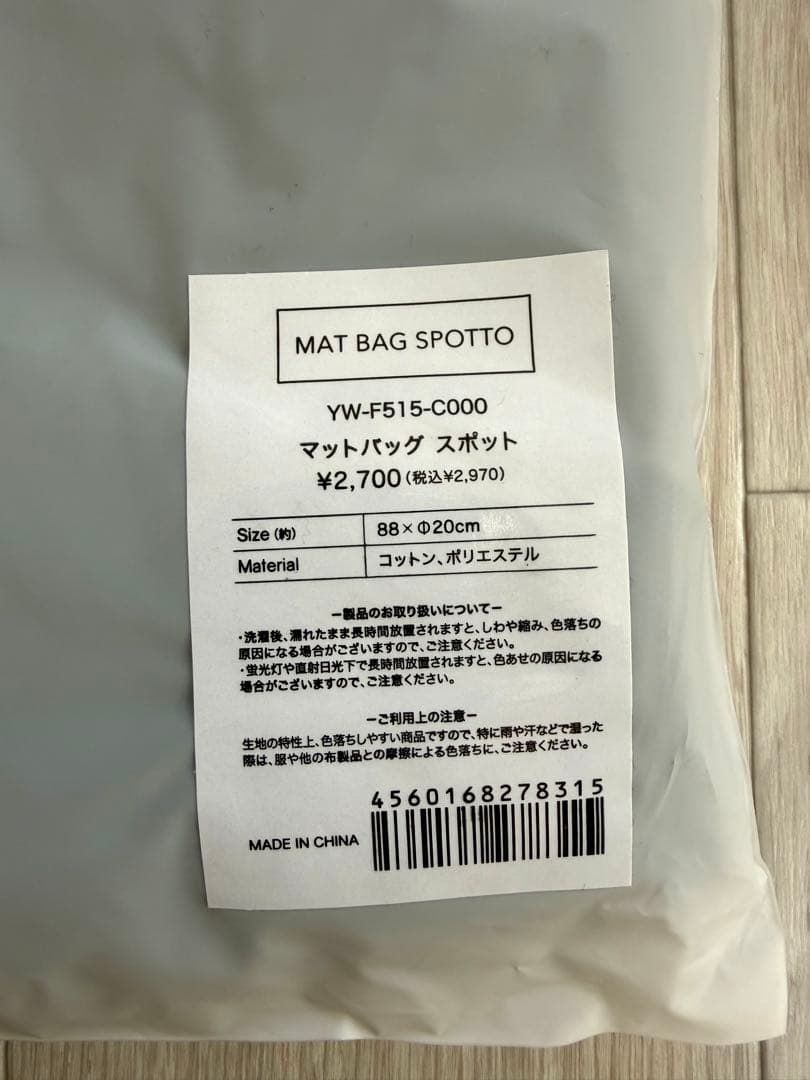 MAT BAG SPOTTO
YW-F515-C000
マットバッグ スポット
¥2,700(税込¥2,970)
Size(約) 88×Φ20cm
Material コットン、ポリエステル
ー製品のお取り扱いについてー
・洗濯後、濡れたまま長時間放置されますと、しわや縮み、色落ちの
原因になる場合がございますので、ご注意ください。
・蛍光灯や直射日光下で長時間放置されますと、色あせの原因になる
場合がございますので、ご注意ください。
ーご利用上の注意ー
生地の特性上、色落ちしやすい商品ですので、特に雨や汗などで湿った
際は、服や他の布製品との摩擦による色落ちに、ご注意ください。
4560168278315
MADE IN CHINA